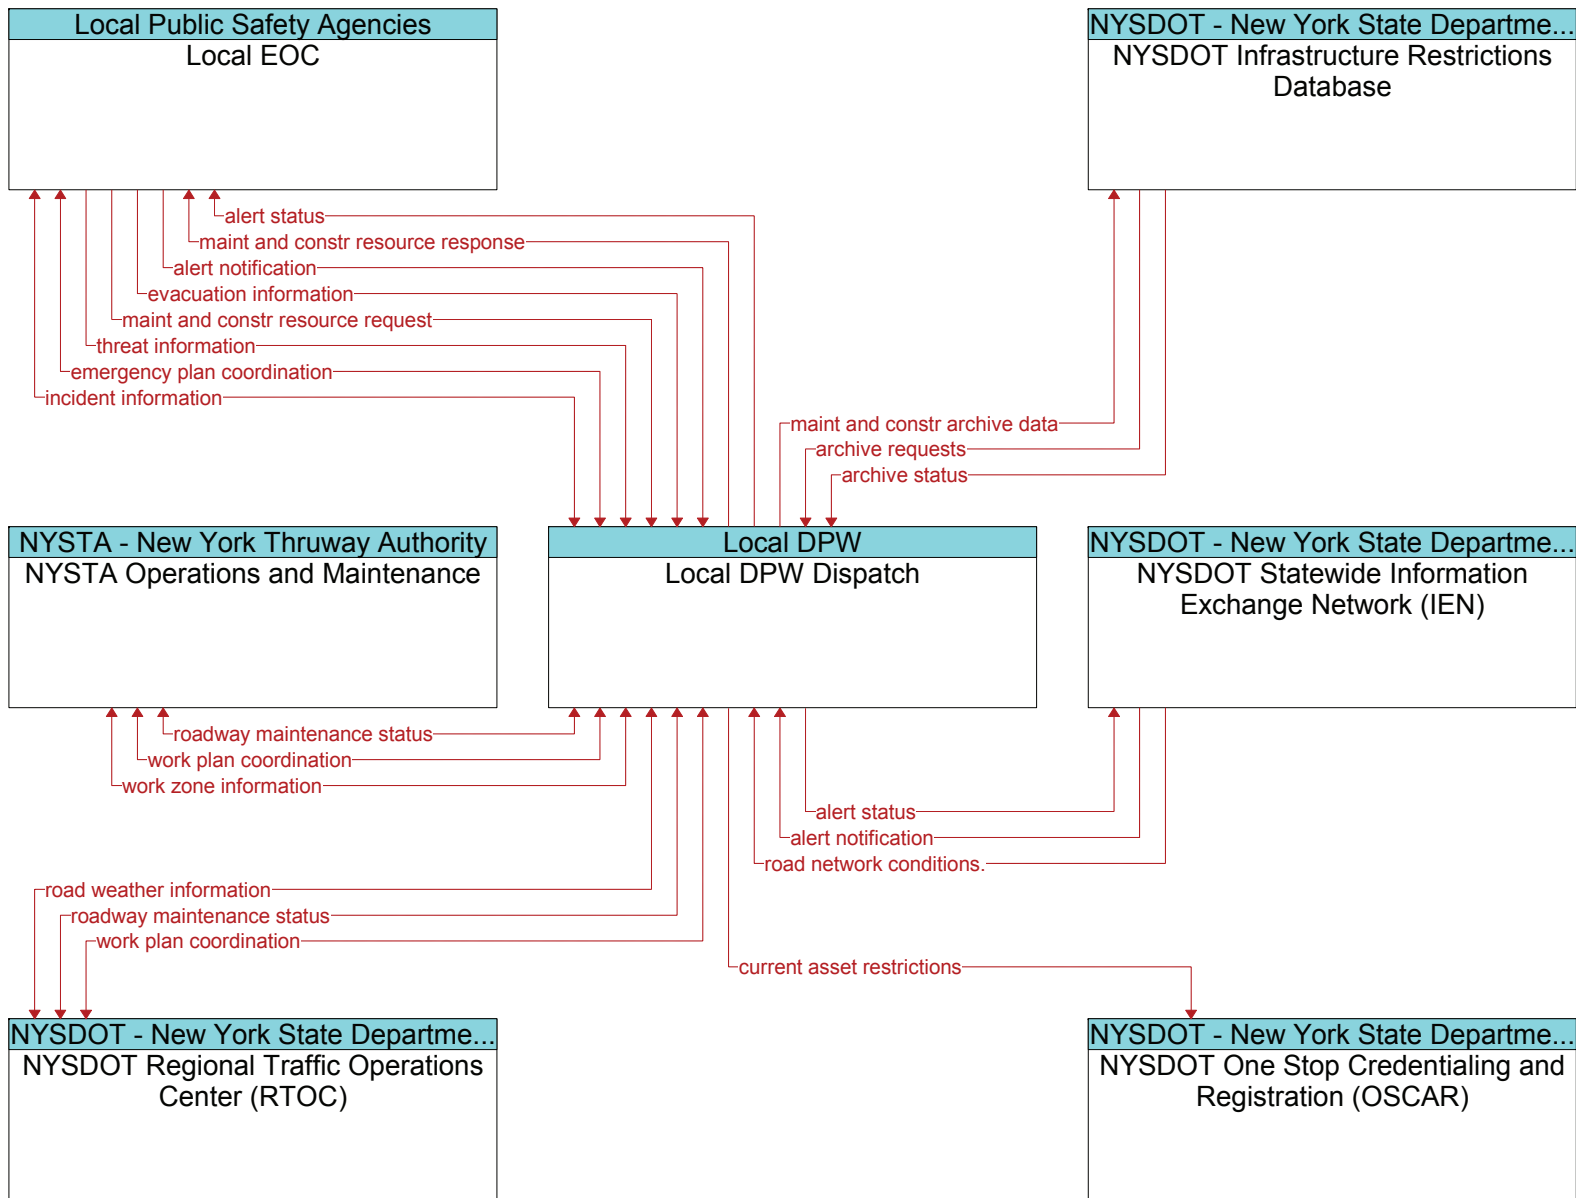 Local Public Safety Agencies
Local EOC
NYSDOT - New York State Departme...
NYSDOT Infrastructure Restrictions
Database
alert status
maint and constr resource response
alert notification
evacuation information
maint and constr resource request
threat information
emergency plan coordination
incident information
maint and constr archive data
archive requests
archive status
NYSTA - New York Thruway Authority
NYSTA Operations and Maintenance
Local DPW
Local DPW Dispatch
NYSDOT - New York State Departme...
NYSDOT Statewide Information
Exchange Network (IEN)
roadway maintenance status
work plan coordination
work zone information
alert status
alert notification
road network conditions.
road weather information
roadway maintenance status
work plan coordination
current asset restrictions
NYSDOT - New York State Departme...
NYSDOT Regional Traffic Operations
Center (RTOC)
NYSDOT - New York State Departme...
NYSDOT One Stop Credentialing and
Registration (OSCAR)